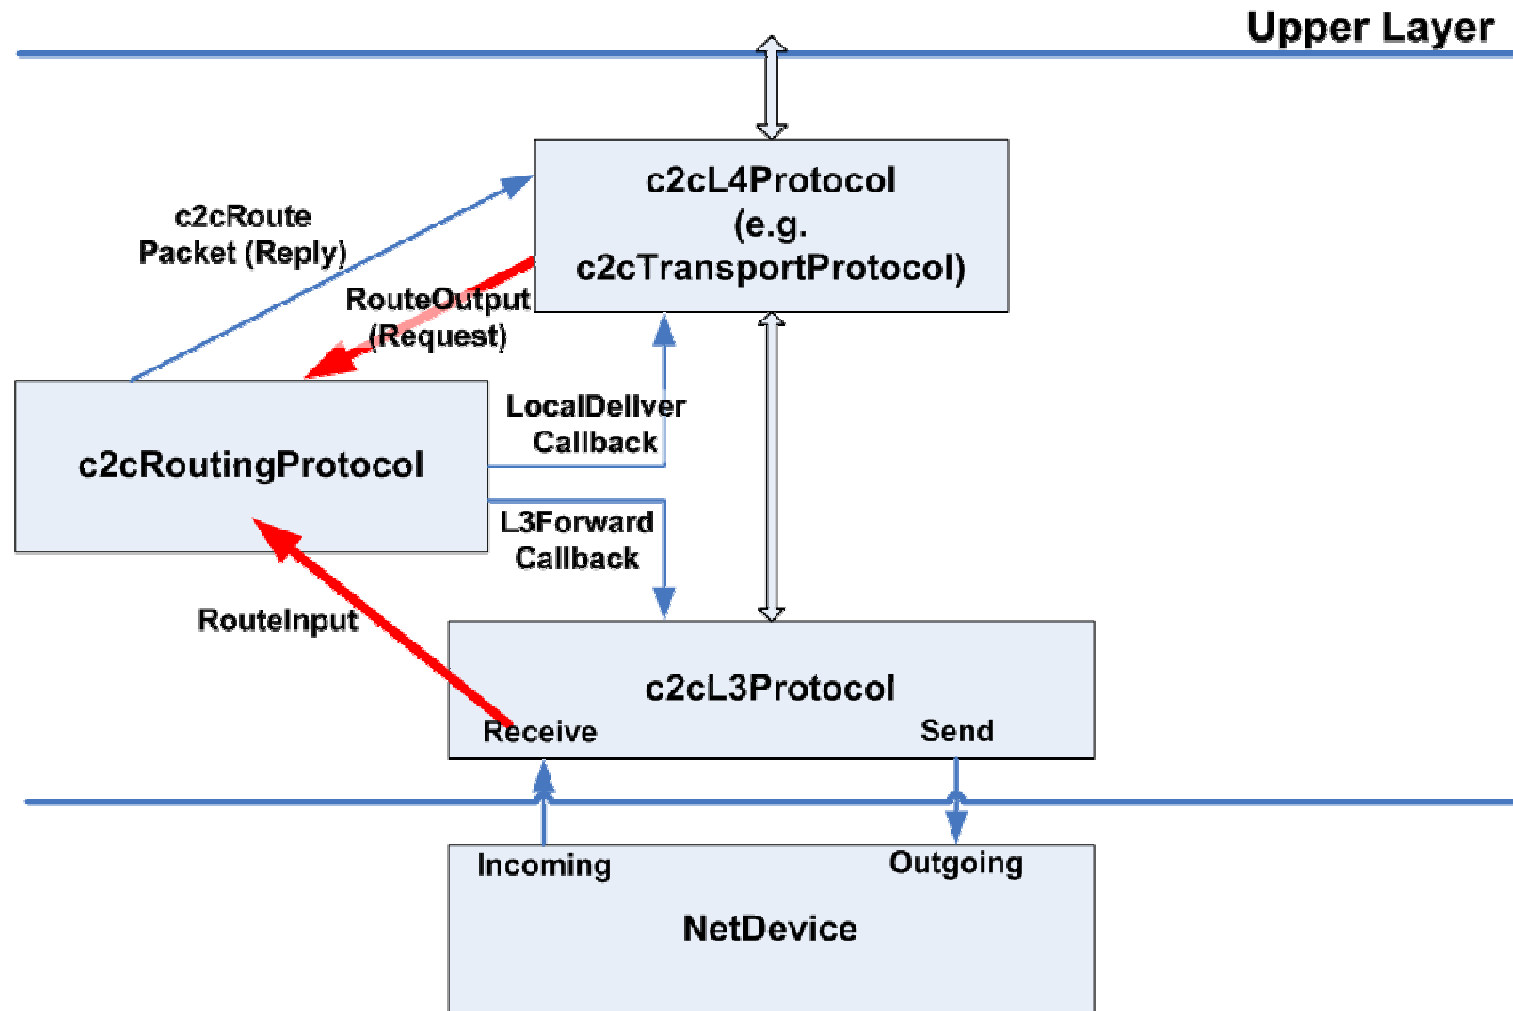 Upper Layer
c2cL4Protocol
(e.g.
c2cTransportProtocol)
c2cRoute
Packet (Reply)
RouteOutput
(Request)
LocalDeliver
Callback
c2cRoutingProtocol
L3Forward
Callback
RouteInput
c2cL3Protocol
Receive
Send
Incoming
Outgoing
NetDevice